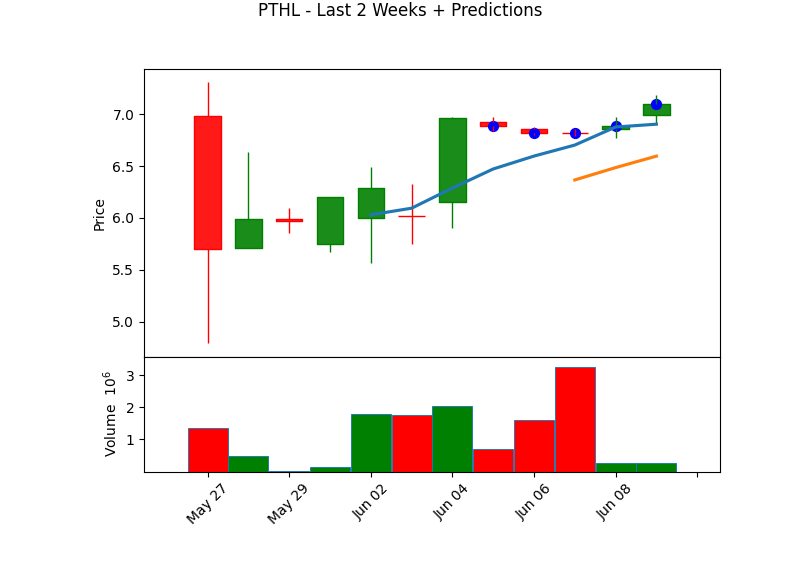 PTHL - Last 2 Weeks + Predictions
Price
7.0
6.5
6.0
5.5
5.0
Volume 10^6
3
2
1
May 27
May 29
Jun 02
Jun 04
Jun 06
Jun 08